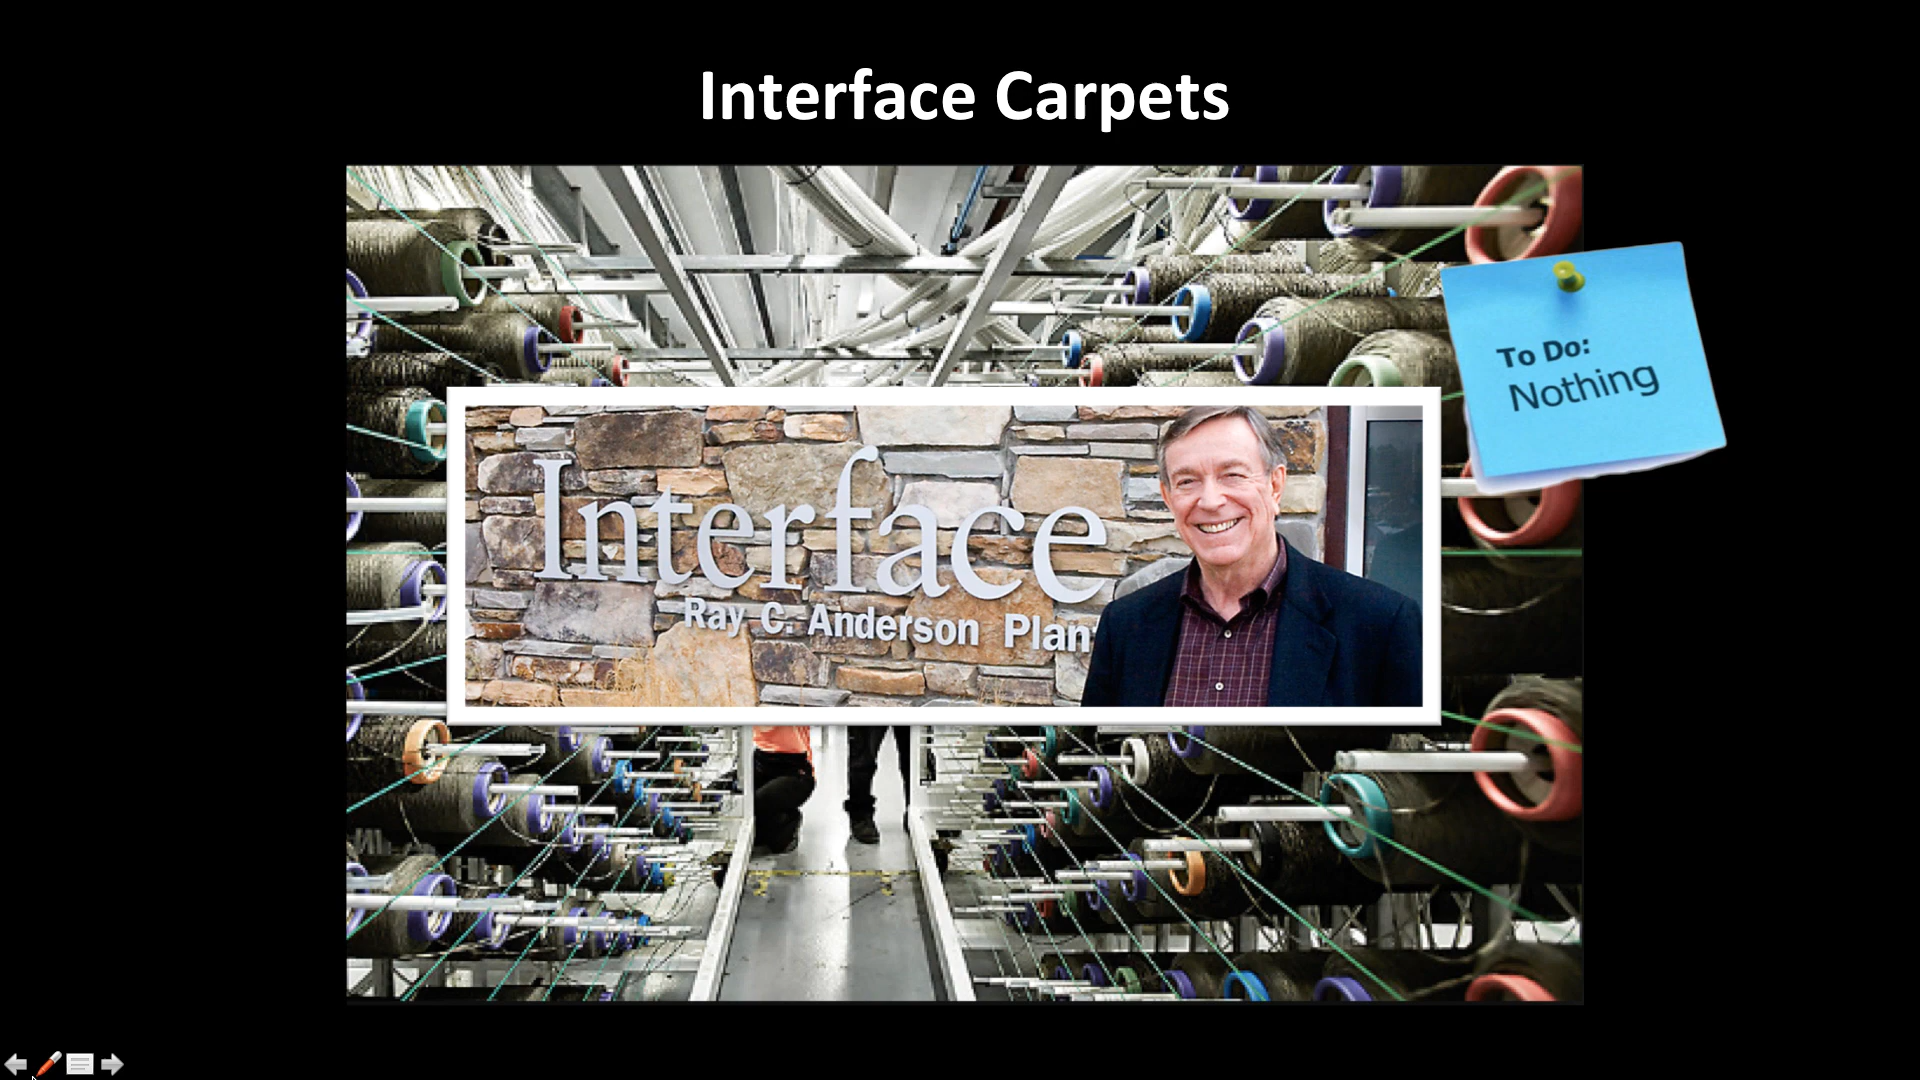 Interface Carpets
To Do:
Nothing
Interface
Ray C. Anderson Plan